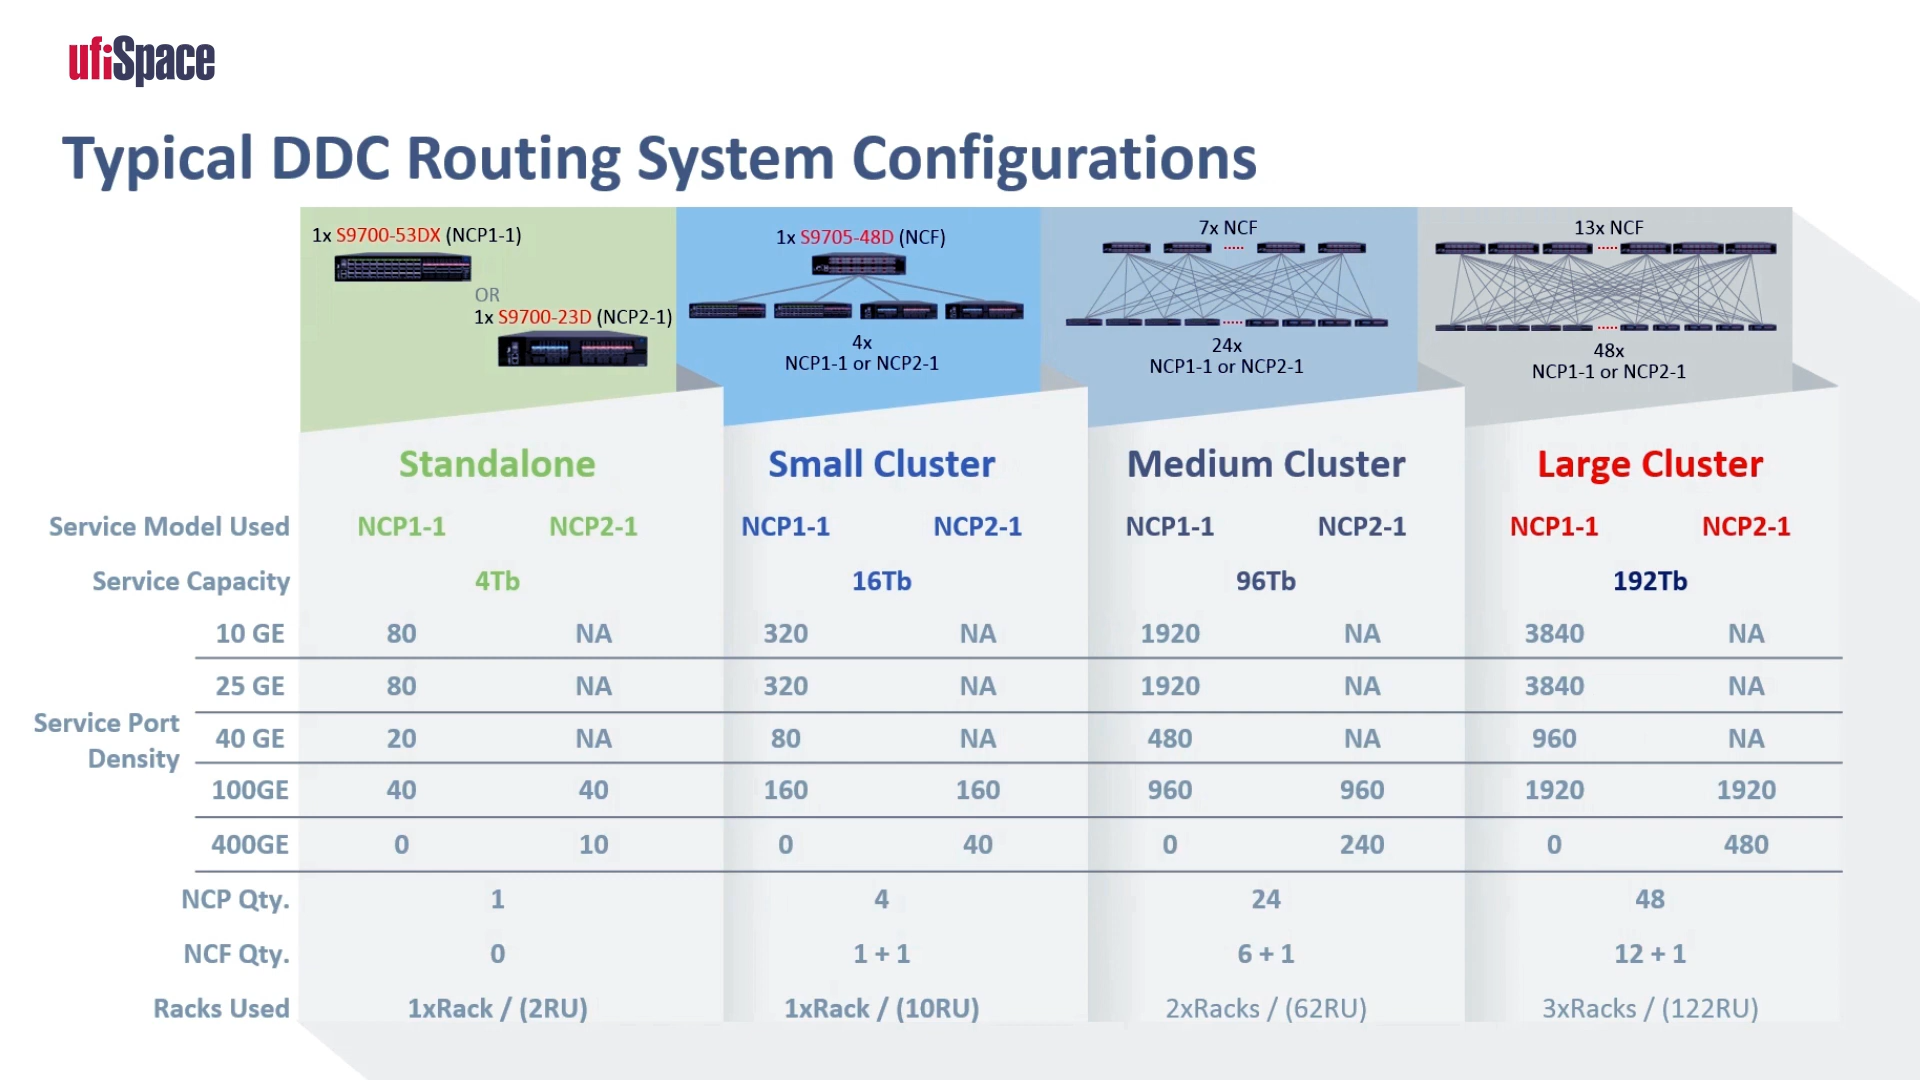 ufiSpace
Typical DDC Routing System Configurations
1x S9700-53DX (NCP1-1)
OR
1x S9700-23D (NCP2-1)
1x S9705-48D (NCF)
4x
NCP1-1 or NCP2-1
7x NCF
24x
NCP1-1 or NCP2-1
13x NCF
48x
NCP1-1 or NCP2-1
Standalone Small Cluster Medium Cluster Large Cluster
Service Model Used NCP1-1 NCP2-1 NCP1-1 NCP2-1 NCP1-1 NCP2-1 NCP1-1 NCP2-1
Service Capacity 4Tb 16Tb 96Tb 192Tb
Service Port Density
10 GE 80 NA 320 NA 1920 NA 3840 NA
25 GE 80 NA 320 NA 1920 NA 3840 NA
40 GE 20 NA 80 NA 480 NA 960 NA
100GE 40 40 160 160 960 960 1920 1920
400GE 0 10 0 40 0 240 0 480
NCP Qty. 1 4 24 48
NCF Qty. 0 1 + 1 6 + 1 12 + 1
Racks Used 1xRack / (2RU) 1xRack / (10RU) 2xRacks / (62RU) 3xRacks / (122RU)